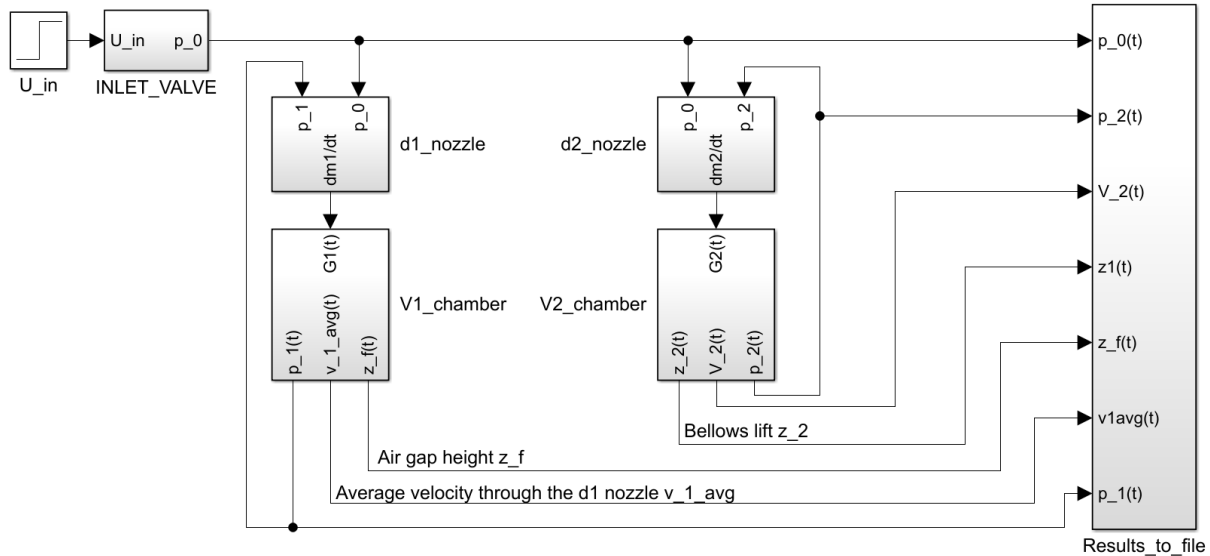 U_in
U_in
p_0
INLET_VALVE
p_1
p_0
dm1/dt
d1_nozzle
p_0
p_2
dm2/dt
d2_nozzle
G1(t)
p_1(t)
v_1_avg(t)
z_f(t)
V1_chamber
G2(t)
z_2(t)
V_2(t)
p_2(t)
V2_chamber
Bellows lift z_2
Air gap height z_f
Average velocity through the d1 nozzle v_1_avg
p_0(t)
p_2(t)
V_2(t)
z1(t)
z_f(t)
v1avg(t)
p_1(t)
Results_to_file